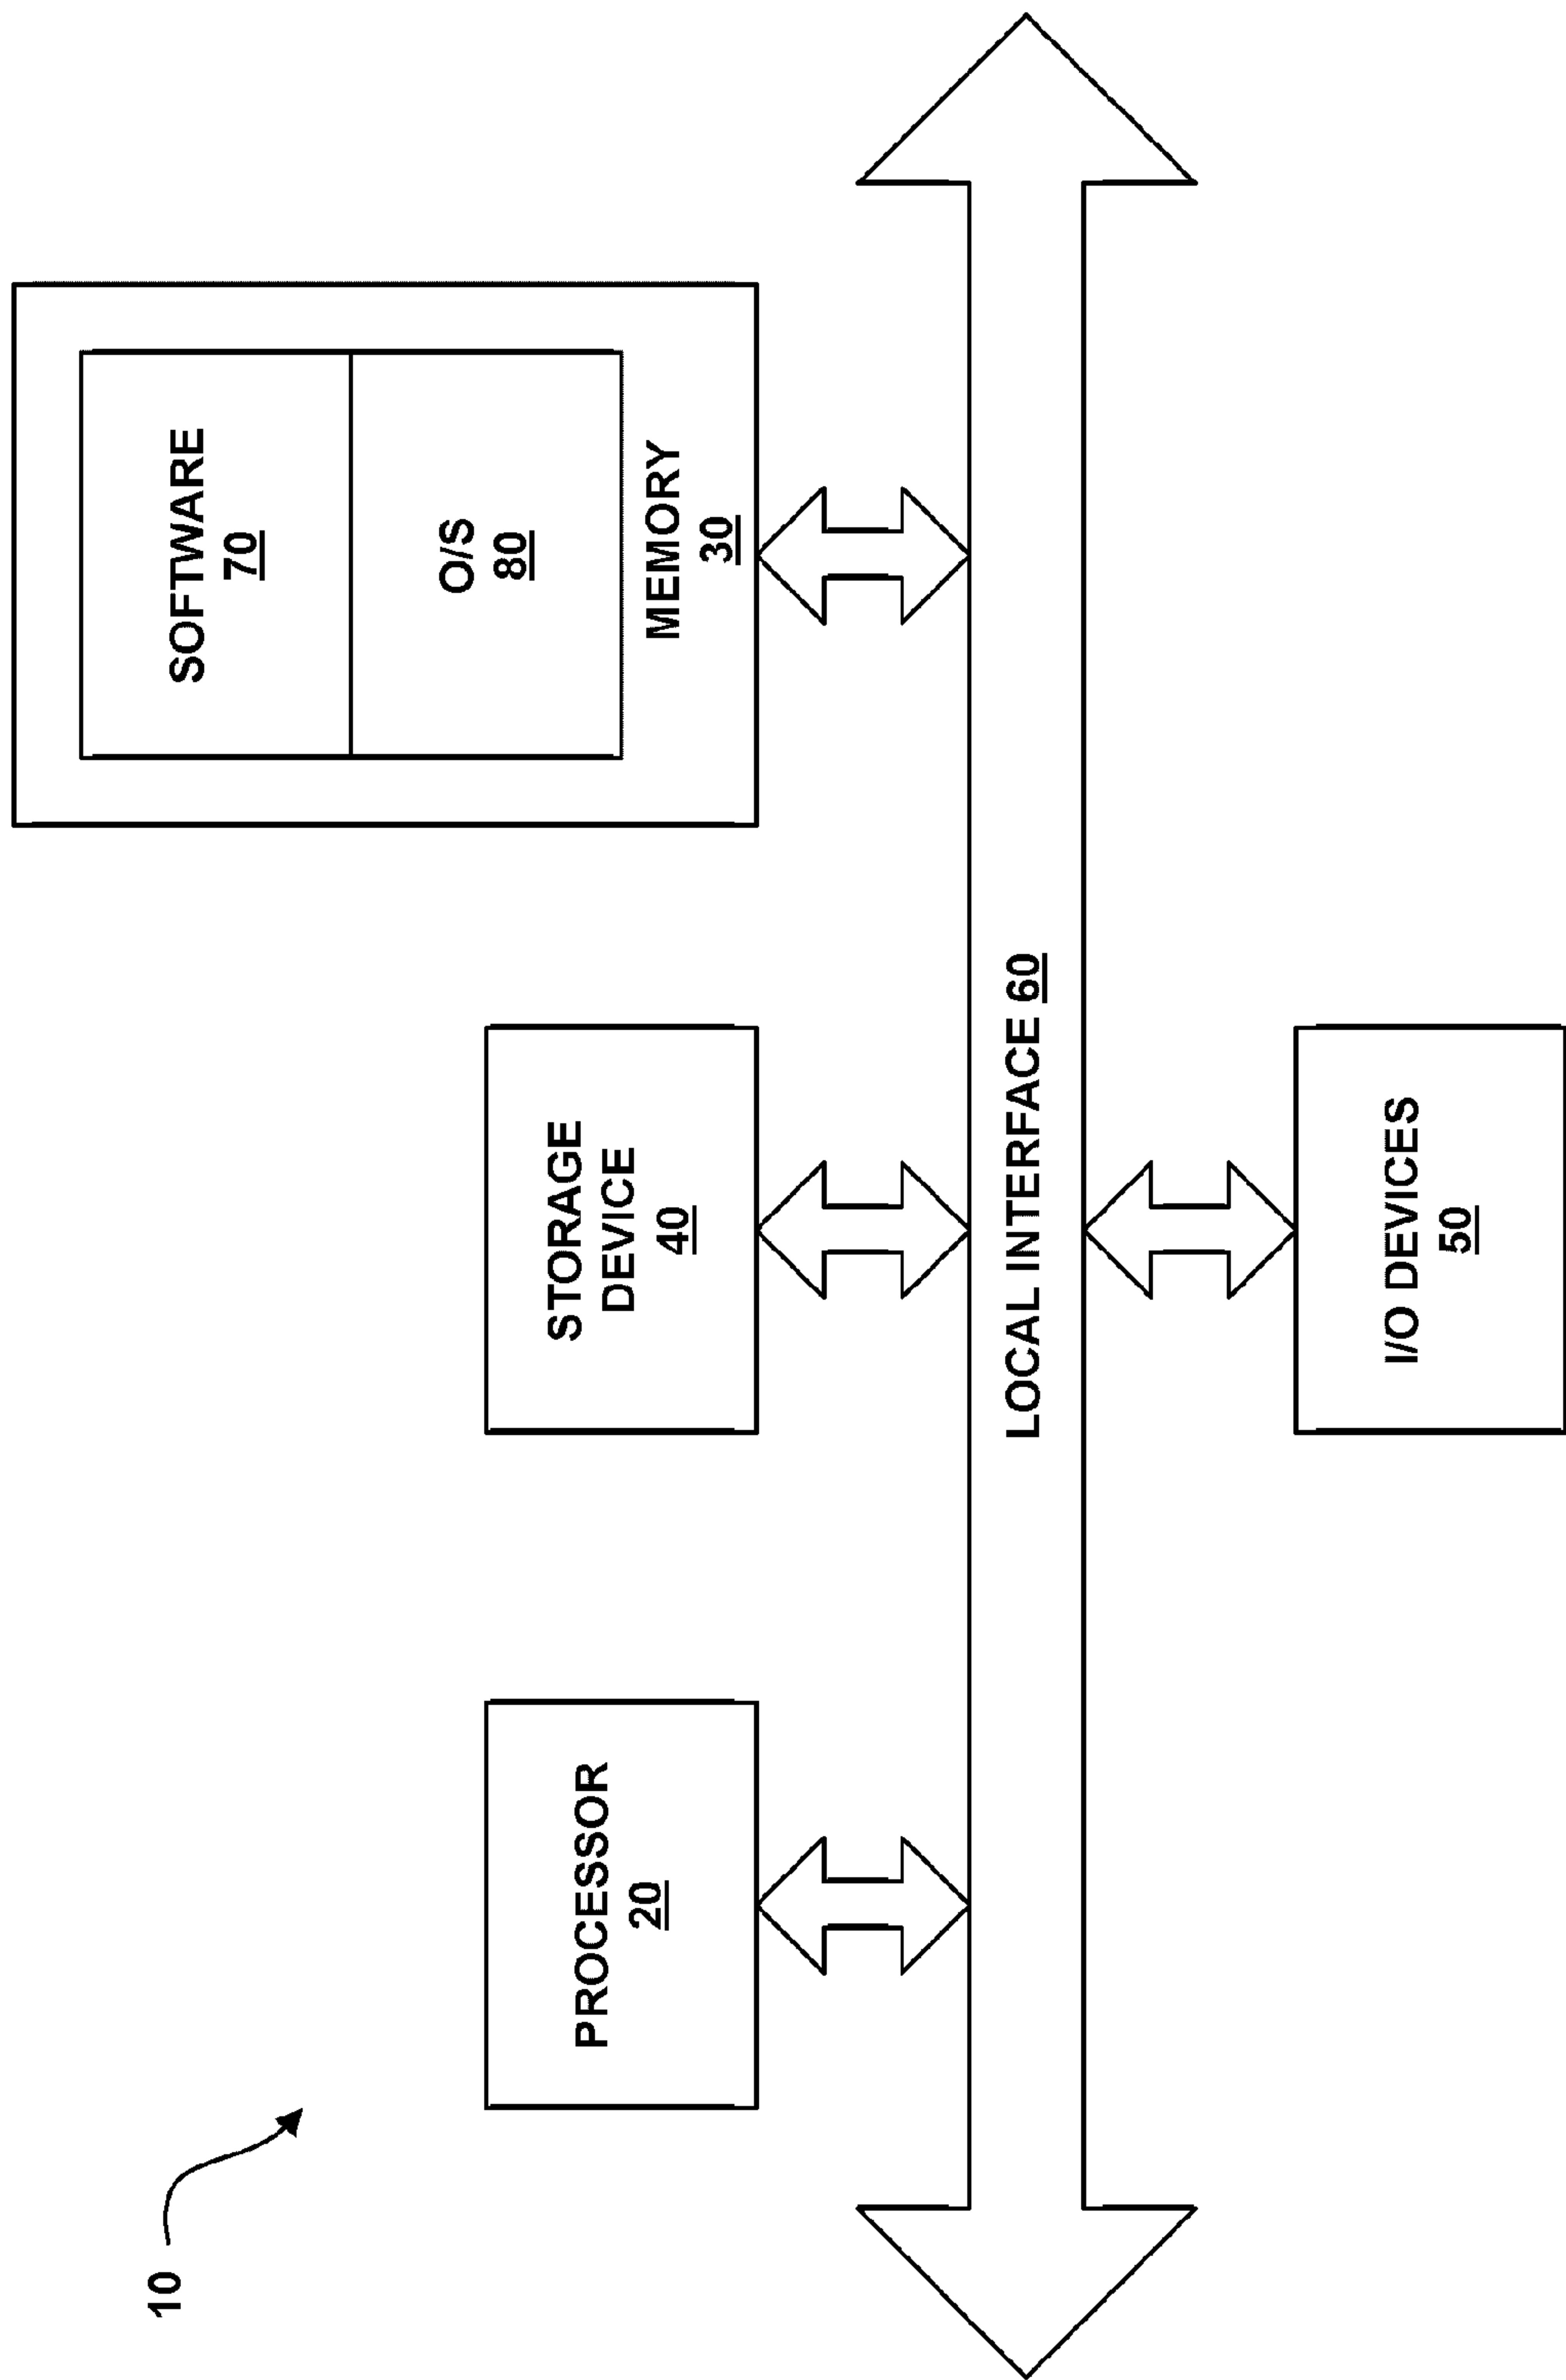 10
PROCESSOR
20
STORAGE
DEVICE
40
SOFTWARE
70
O/S
80
MEMORY
30
LOCAL INTERFACE 60
I/O DEVICES
50